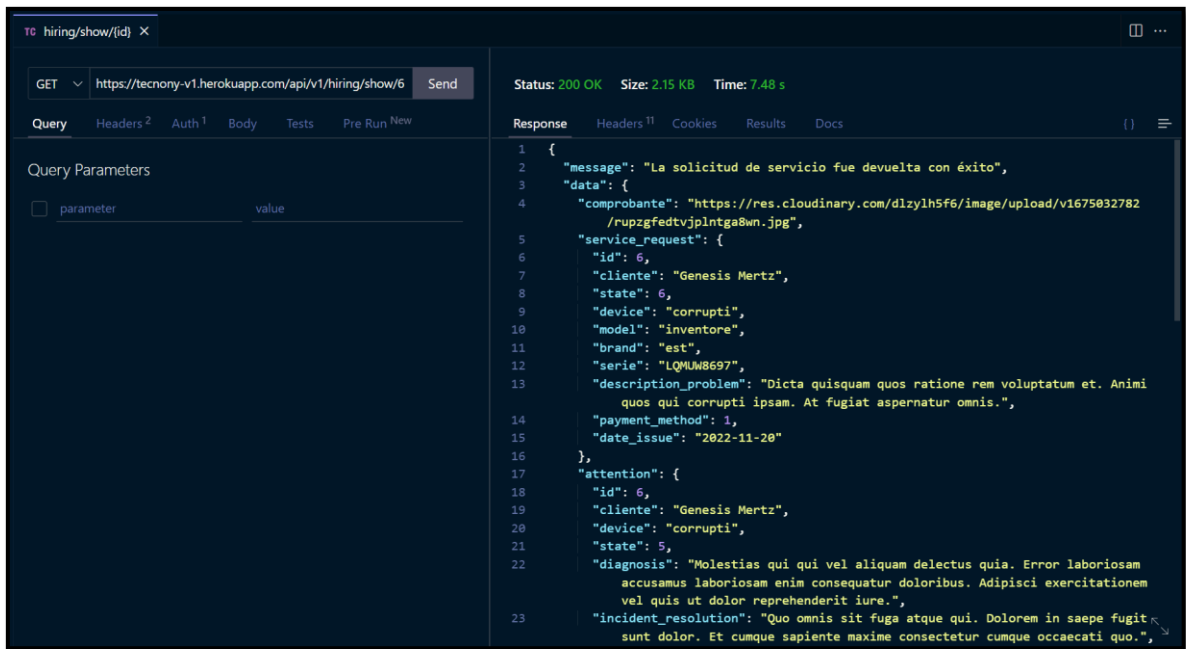 TC hiring/show/{id} ×
GET https://tecnony-v1.herokuapp.com/api/v1/hiring/show/6 Send
Query Headers 2 Auth 1 Body Tests Pre Run New
Query Parameters
parameter value
Status: 200 OK Size: 2.15 KB Time: 7.48 s
Response Headers 11 Cookies Results Docs { }
1 {
2 "message": "La solicitud de servicio fue devuelta con éxito",
3 "data": {
4 "comprobante": "https://res.cloudinary.com/dlzylh5f6/image/upload/v1675032782
/rupzgfedtvjplntga8wn.jpg",
5 "service_request": {
6 "id": 6,
7 "cliente": "Genesis Mertz",
8 "state": 6,
9 "device": "corrupti",
10 "model": "inventore",
11 "brand": "est",
12 "serie": "LQMUW8697",
13 "description_problem": "Dicta quisquam quos ratione rem voluptatum et. Animi
quos qui corrupti ipsam. At fugiat aspernatur omnis.",
14 "payment_method": 1,
15 "date_issue": "2022-11-20"
16 },
17 "attention": {
18 "id": 6,
19 "cliente": "Genesis Mertz",
20 "device": "corrupti",
21 "state": 5,
22 "diagnosis": "Molestias qui qui vel aliquam delectus quia. Error laboriosam
accusamus laboriosam enim consequatur doloribus. Adipisci exercitationem
vel quis ut dolor reprehenderit iure.",
23 "incident_resolution": "Quo omnis sit fuga atque qui. Dolorem in saepe fugit
sunt dolor. Et cumque sapiente maxime consectetur cumque occaecati quo.",